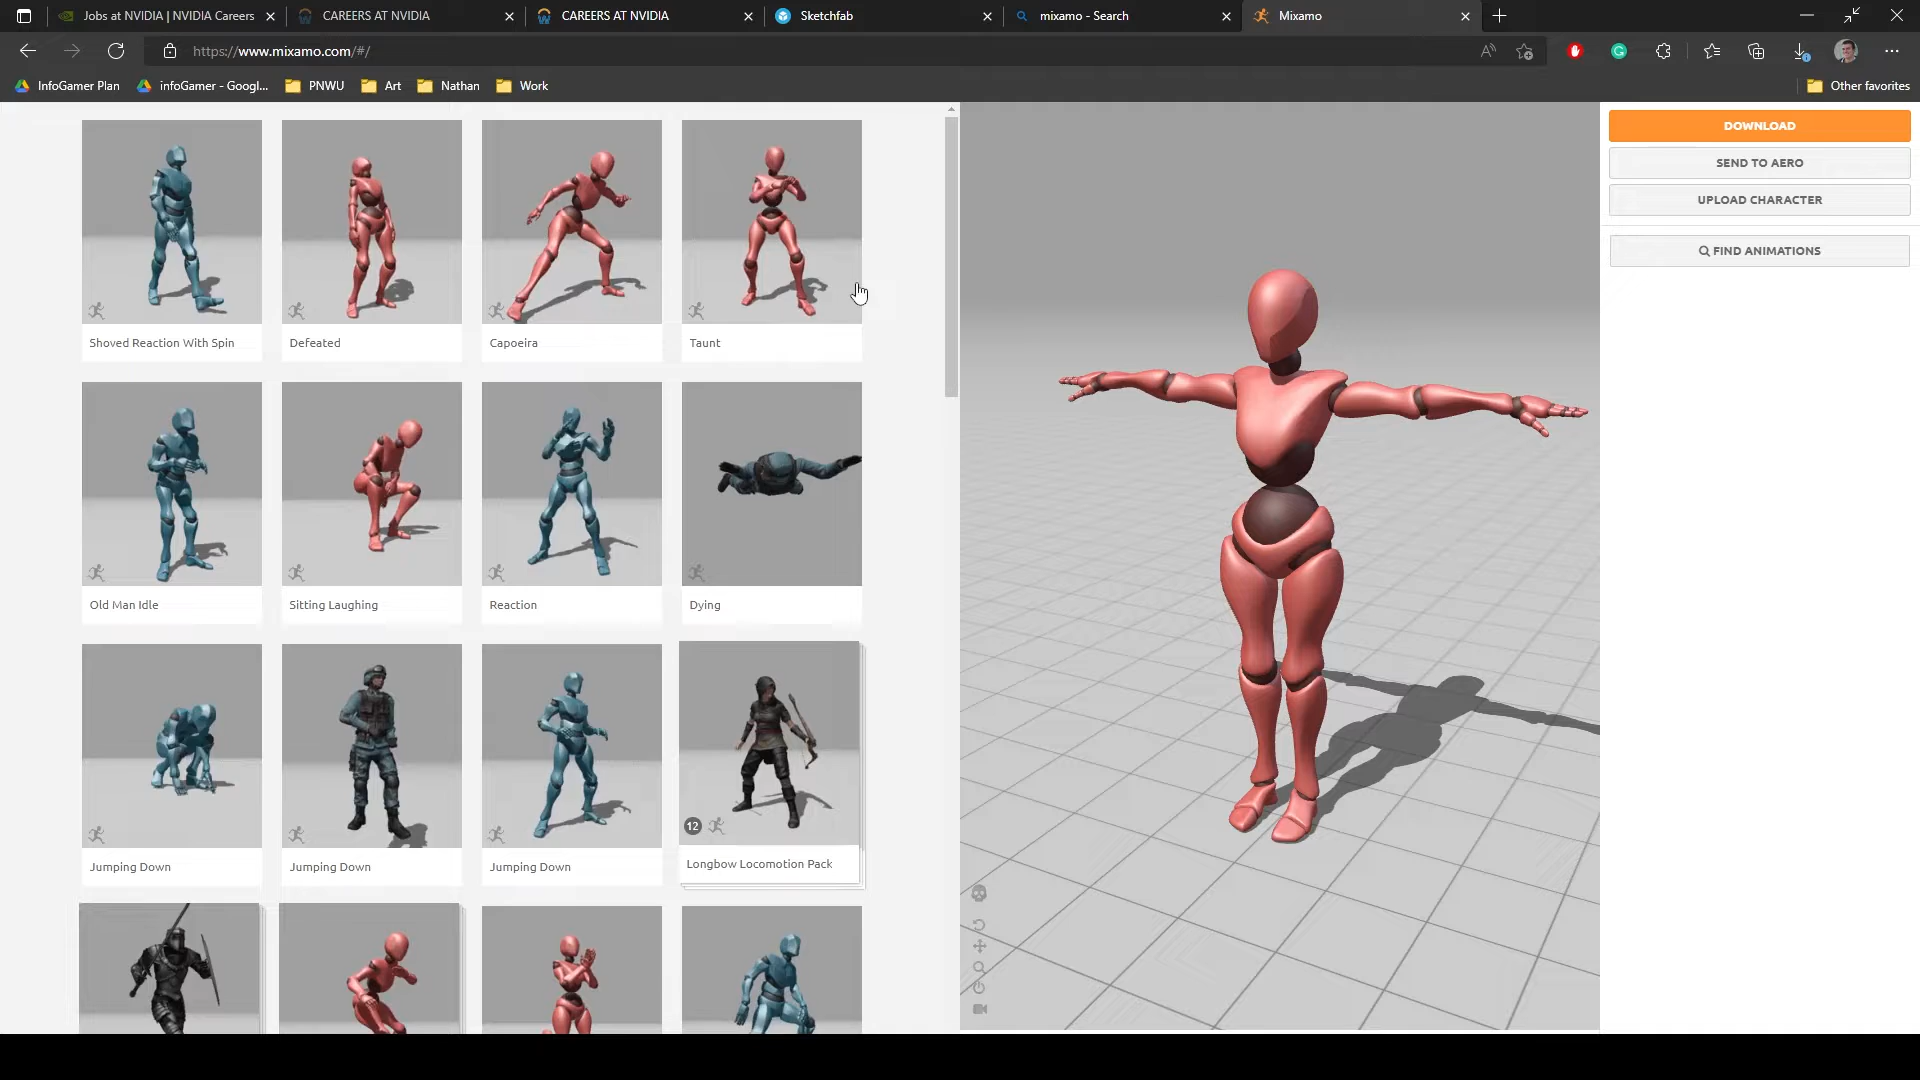 Jobs at NVIDIA | NVIDIA Careers
CAREERS AT NVIDIA
CAREERS AT NVIDIA
Sketchfab
mixamo - Search
Mixamo
https://www.mixamo.com/#/
InfoGamer Plan
infoGamer - Googl...
PNWU
Art
Nathan
Work
Other favorites
Shoved Reaction With Spin
Defeated
Capoeira
Taunt
Old Man Idle
Sitting Laughing
Reaction
Dying
Jumping Down
Jumping Down
Jumping Down
12
Longbow Locomotion Pack
DOWNLOAD
SEND TO AERO
UPLOAD CHARACTER
FIND ANIMATIONS